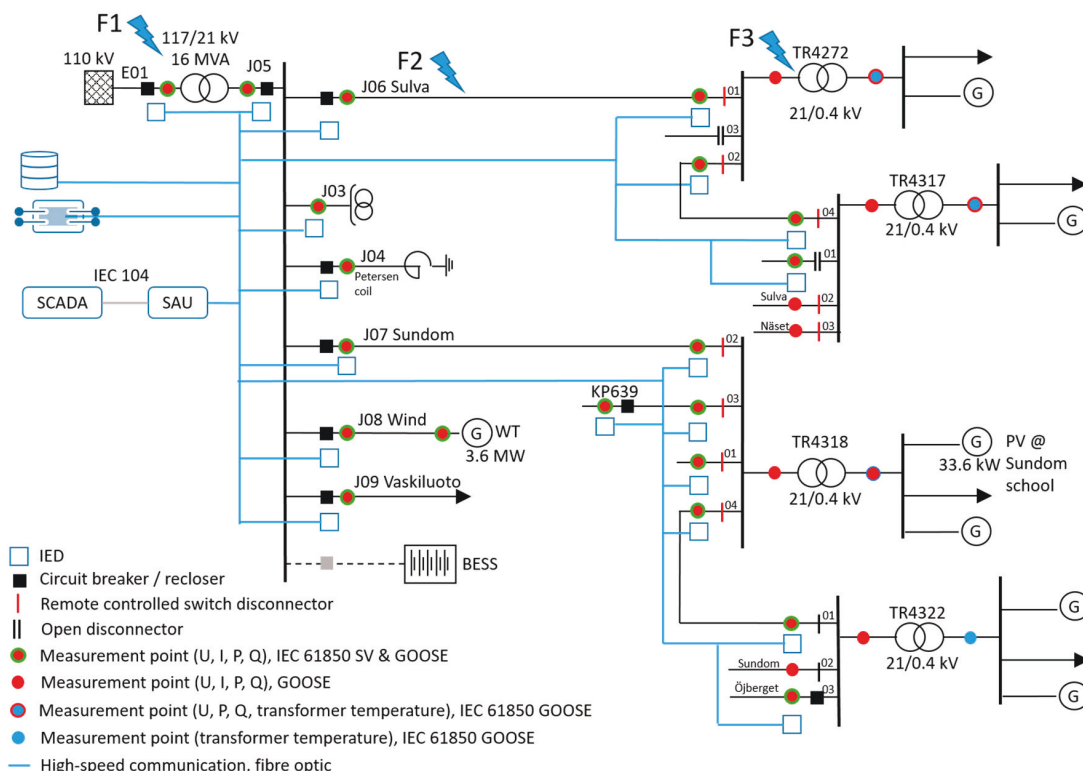 F1
117/21 kV
16 MVA
110 kV
E01
J05
F2
J06 Sulva
F3
TR4272
01
G
21/0.4 kV
03
02
J03
TR4317
04
G
21/0.4 kV
01
J04
Petersen
coil
IEC 104
SCADA
SAU
Sulva
02
Näset
03
J07 Sundom
02
KP639
03
J08 Wind
G
WT
3.6 MW
TR4318
01
21/0.4 kV
G
33.6 kW
PV @
Sundom
school
J09 Vaskiluoto
04
G
BESS
IED
Circuit breaker / recloser
Remote controlled switch disconnector
Open disconnector
Measurement point (U, I, P, Q), IEC 61850 SV & GOOSE
Measurement point (U, I, P, Q), GOOSE
Measurement point (U, P, Q, transformer temperature), IEC 61850 GOOSE
Measurement point (transformer temperature), IEC 61850 GOOSE
High-speed communication, fibre optic
01
TR4322
G
21/0.4 kV
Sundom
02
Öjberget
03
G